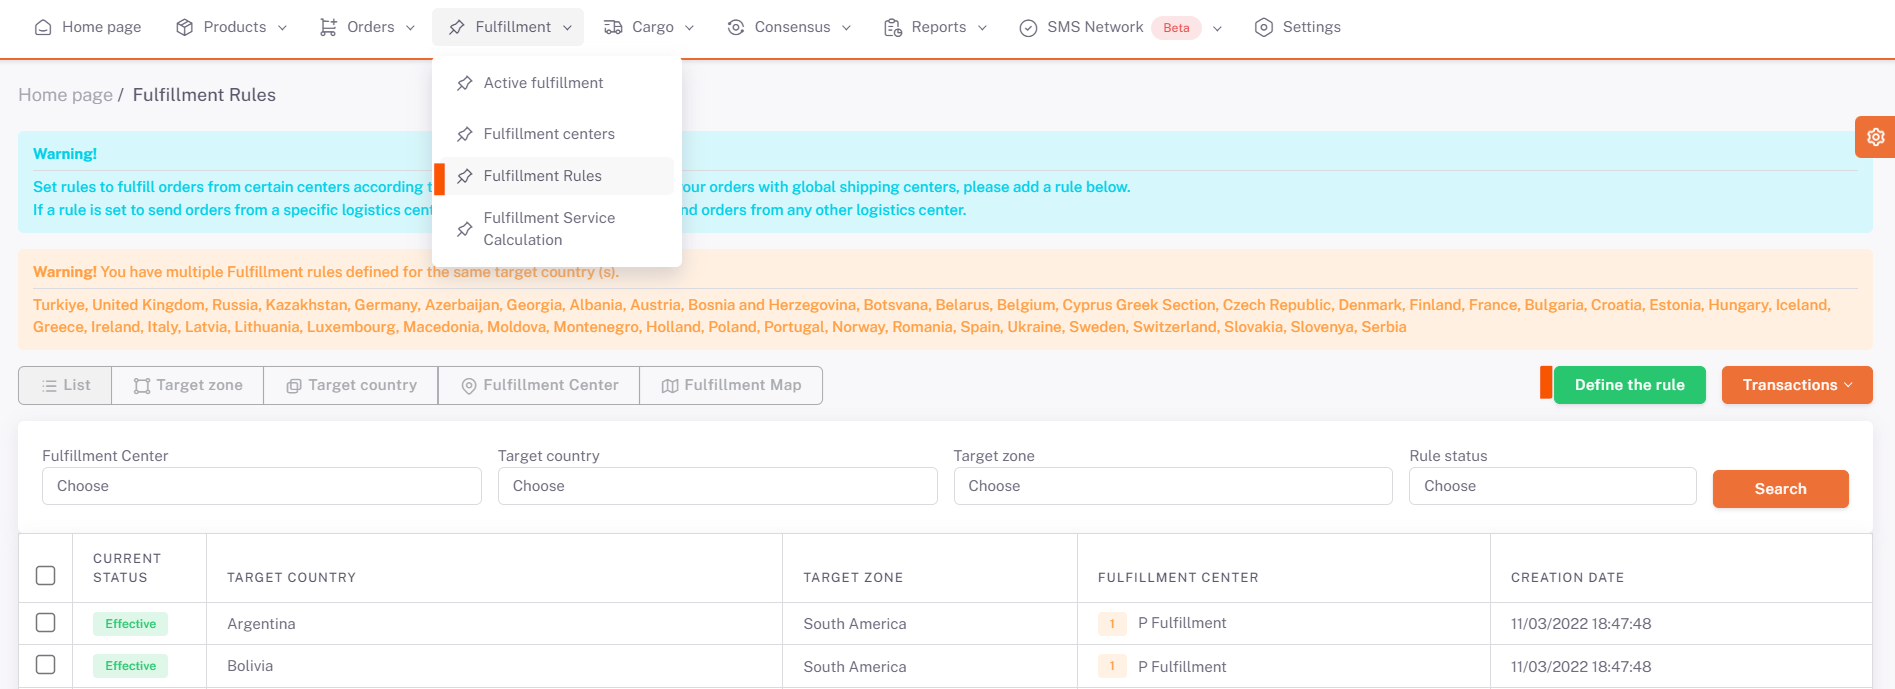 Home page
Products
Orders
Fulfillment
Cargo
Consensus
Reports
SMS Network Beta
Settings
Active fulfillment
Fulfillment centers
Fulfillment Rules
Fulfillment Service
Calculation
Home page / Fulfillment Rules
Warning!
Set rules to fulfill orders from certain centers according our orders with global shipping centers, please add a rule below.
If a rule is set to send orders from a specific logistics orders from any other logistics center.
Warning! You have multiple Fulfillment rules defined for the same target country (s).
Turkiye, United Kingdom, Russia, Kazakhstan, Germany, Azerbaijan, Georgia, Albania, Austria, Bosnia and Herzegovina, Botsvana, Belarus, Belgium, Cyprus Greek Section, Czech Republic, Denmark, Finland, France, Bulgaria, Croatia, Estonia, Hungary, Iceland,
Greece, Ireland, Italy, Latvia, Lithuania, Luxembourg, Macedonia, Moldova, Montenegro, Holland, Poland, Portugal, Norway, Romania, Spain, Ukraine, Sweden, Switzerland, Slovakia, Slovenya, Serbia
List
Target zone
Target country
Fulfillment Center
Fulfillment Map
Define the rule
Transactions
Fulfillment Center
Target country
Target zone
Rule status
Choose
Choose
Choose
Choose
Search
CURRENT
STATUS
TARGET COUNTRY
TARGET ZONE
FULFILLMENT CENTER
CREATION DATE
Effective
Argentina
South America
1 P Fulfillment
11/03/2022 18:47:48
Effective
Bolivia
South America
1 P Fulfillment
11/03/2022 18:47:48